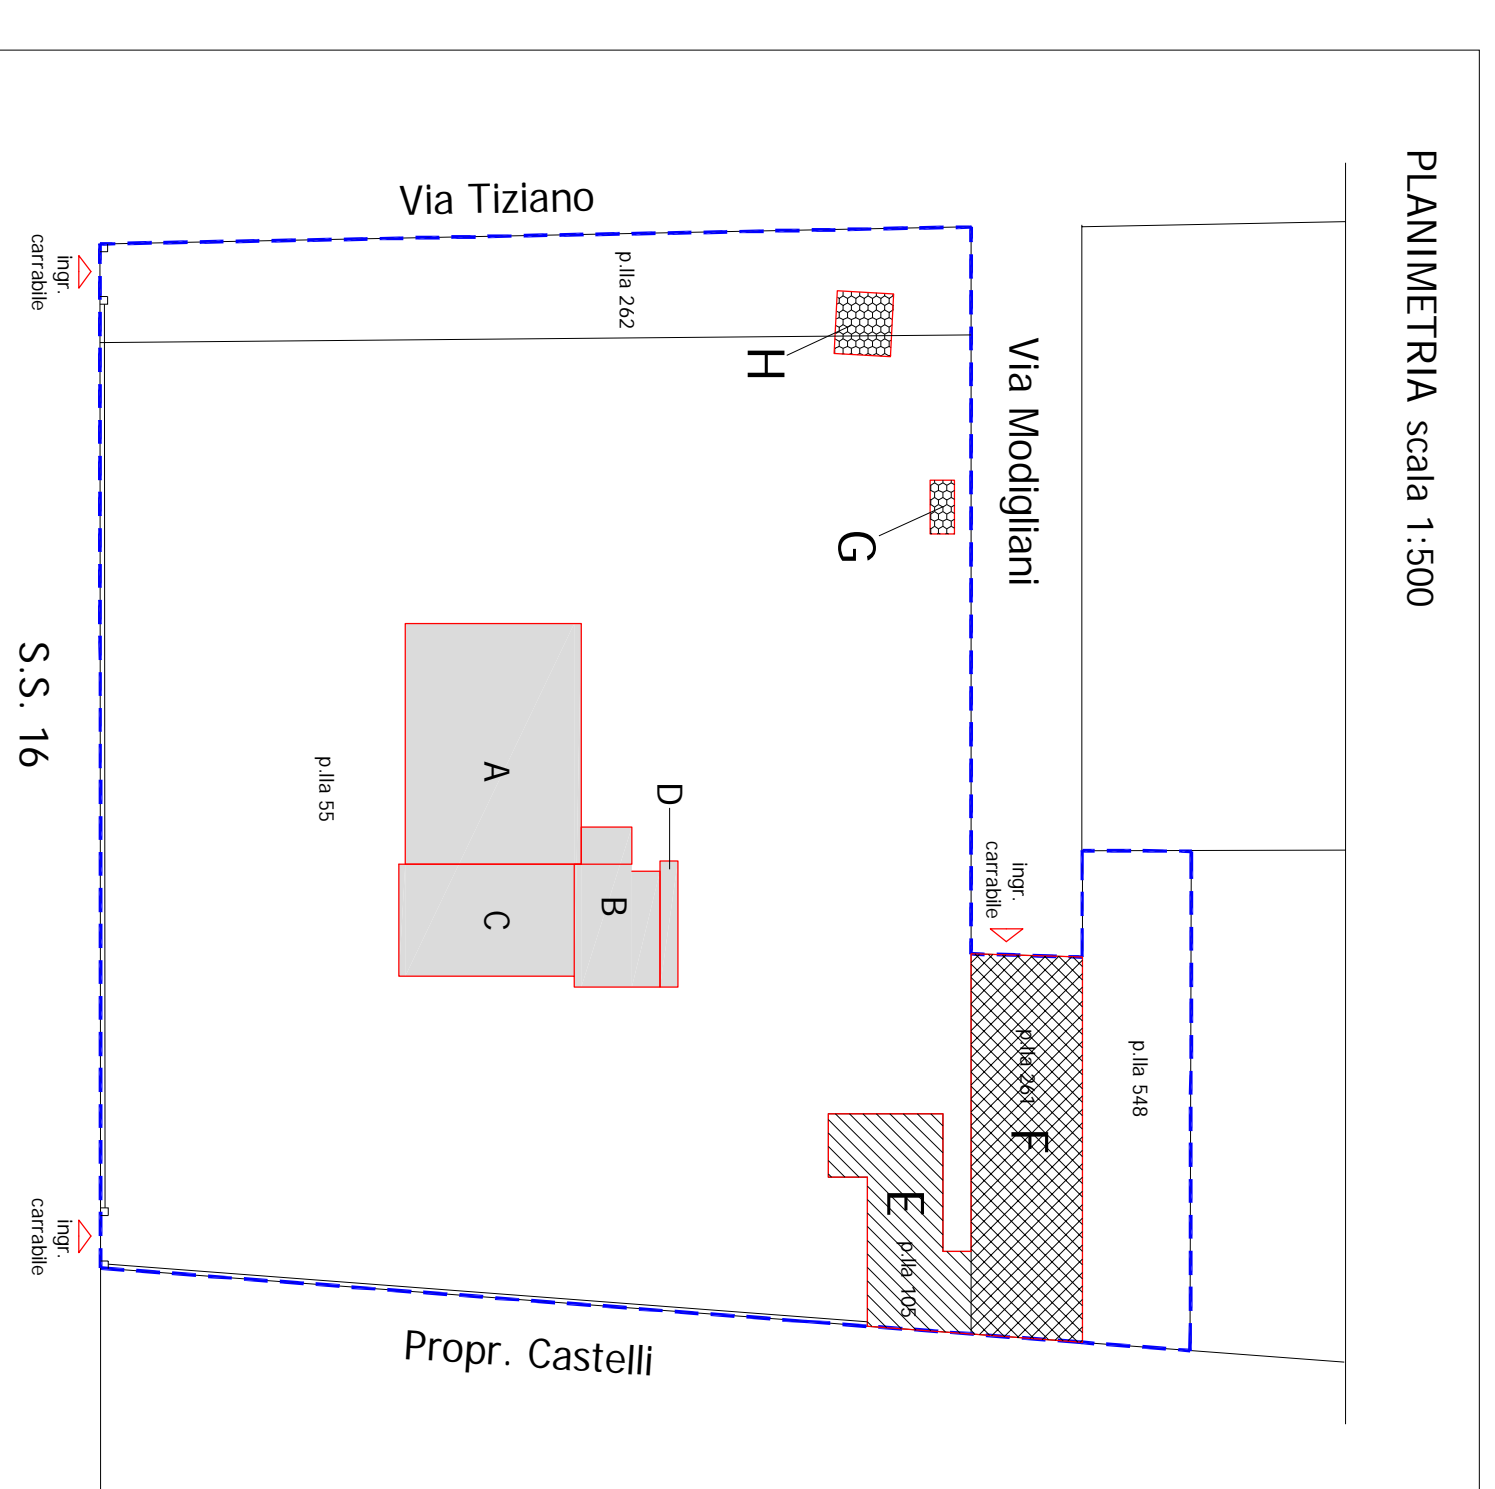 PLANIMETRIA scala 1:500
Via Tiziano
Via Modigliani
ingr.
carrabile
p.lla 262
H
G
A
D
B
C
p.lla 55
S.S. 16
ingr.
carrabile
p.lla 548
p.lla 261
F
E
p.lla 105
ingr.
carrabile
Propr. Castelli